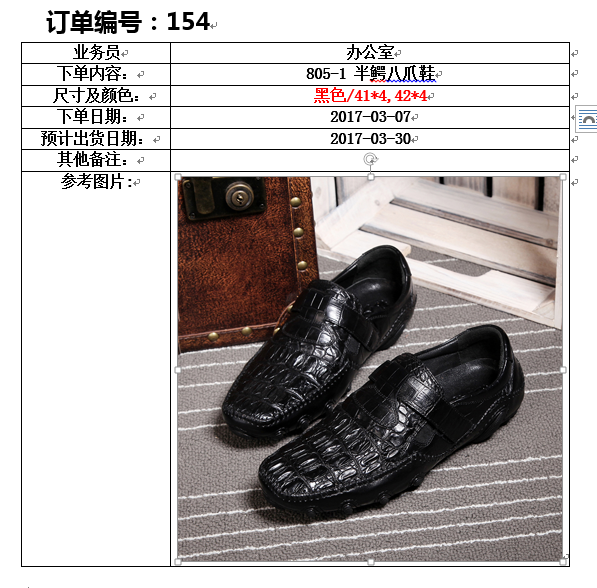 订单编号：154
业务员 办公室
下单内容： 805-1 半鳄八爪鞋
尺寸及颜色： 黑色/41*4,42*4
下单日期： 2017-03-07
预计出货日期： 2017-03-30
其他备注：
参考图片：